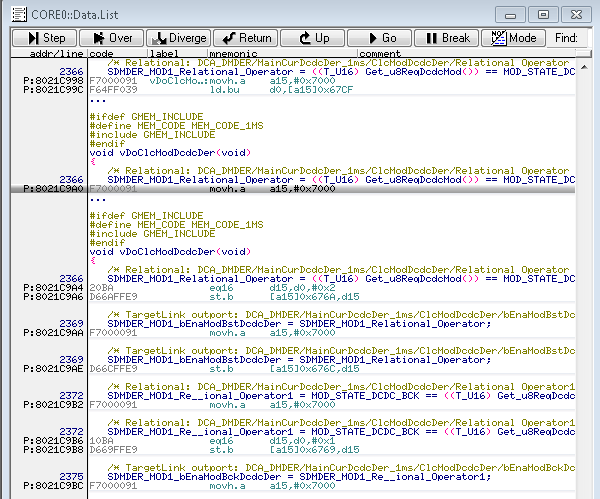 CORE0::Data.List
Step Over Diverge Return Up Go Break Mode Find:
addr/line code label mnemonic comment
/* Relational: DCA_DMDER/MainCurDcdcDer_1ms/ClcModDcdcDer/Relational Operator
2366 SDMDER_MOD1_Relational_Operator = ((T_U16) Get_u8ReqDcdcMod()) == MOD_STATE_DC
P:8021C998 F7000091 vDoClcMo..:movh.a a15,#0x7000
P:8021C99C F64FF039 ld.bu d0,[a15]0x67CF
...
#ifdef GMEM_INCLUDE
#define MEM_CODE MEM_CODE_1MS
#include GMEM_INCLUDE
#endif
void vDoClcModDcdcDer(void)
{
/* Relational: DCA_DMDER/MainCurDcdcDer_1ms/ClcModDcdcDer/Relational Operator
2366 SDMDER_MOD1_Relational_Operator = ((T_U16) Get_u8ReqDcdcMod()) == MOD_STATE_DC
P:8021C9A0 F7000091 movh.a a15,#0x7000
...
#ifdef GMEM_INCLUDE
#define MEM_CODE MEM_CODE_1MS
#include GMEM_INCLUDE
#endif
void vDoClcModDcdcDer(void)
{
/* Relational: DCA_DMDER/MainCurDcdcDer_1ms/ClcModDcdcDer/Relational Operator
2366 SDMDER_MOD1_Relational_Operator = ((T_U16) Get_u8ReqDcdcMod()) == MOD_STATE_DC
P:8021C9A4 20BA eq16 d15,d0,#0x2
P:8021C9A6 D66AFFE9 st.b [a15]0x676A,d15
/* TargetLink outport: DCA_DMDER/MainCurDcdcDer_1ms/ClcModDcdcDer/bEnaModBstDc
2369 SDMDER_MOD1_bEnaModBstDcdcDer = SDMDER_MOD1_Relational_Operator;
P:8021C9AA F7000091 movh.a a15,#0x7000
/* TargetLink outport: DCA_DMDER/MainCurDcdcDer_1ms/ClcModDcdcDer/bEnaModBstDc
2369 SDMDER_MOD1_bEnaModBstDcdcDer = SDMDER_MOD1_Relational_Operator;
P:8021C9AE D66CFFE9 st.b [a15]0x676C,d15
/* Relational: DCA_DMDER/MainCurDcdcDer_1ms/ClcModDcdcDer/Relational Operator1
2372 SDMDER_MOD1_Re__ional_Operator1 = MOD_STATE_DCDC_BCK == ((T_U16) Get_u8ReqDc
P:8021C9B2 F7000091 movh.a a15,#0x7000
/* Relational: DCA_DMDER/MainCurDcdcDer_1ms/ClcModDcdcDer/Relational Operator1
2372 SDMDER_MOD1_Re__ional_Operator1 = MOD_STATE_DCDC_BCK == ((T_U16) Get_u8ReqDc
P:8021C9B6 10BA eq16 d15,d0,#0x1
P:8021C9B8 D669FFE9 st.b [a15]0x6769,d15
/* TargetLink outport: DCA_DMDER/MainCurDcdcDer_1ms/ClcModDcdcDer/bEnaModBckDc
2375 SDMDER_MOD1_bEnaModBckDcdcDer = SDMDER_MOD1_Re__ional_Operator1;
P:8021C9BC F7000091 movh.a a15,#0x7000